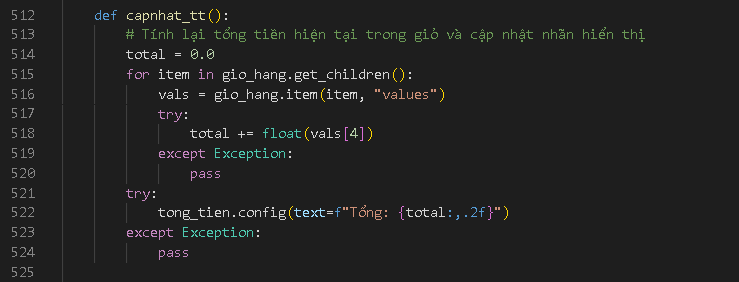 512 def capnhat_tt():
513 # Tính lại tổng tiền hiện tại trong giỏ và cập nhật nhãn hiển thị
514 total = 0.0
515 for item in gio_hang.get_children():
516 vals = gio_hang.item(item, "values")
517 try:
518 total += float(vals[4])
519 except Exception:
520 pass
521 try:
522 tong_tien.config(text=f"Tổng: {total:,.2f}")
523 except Exception:
524 pass
525